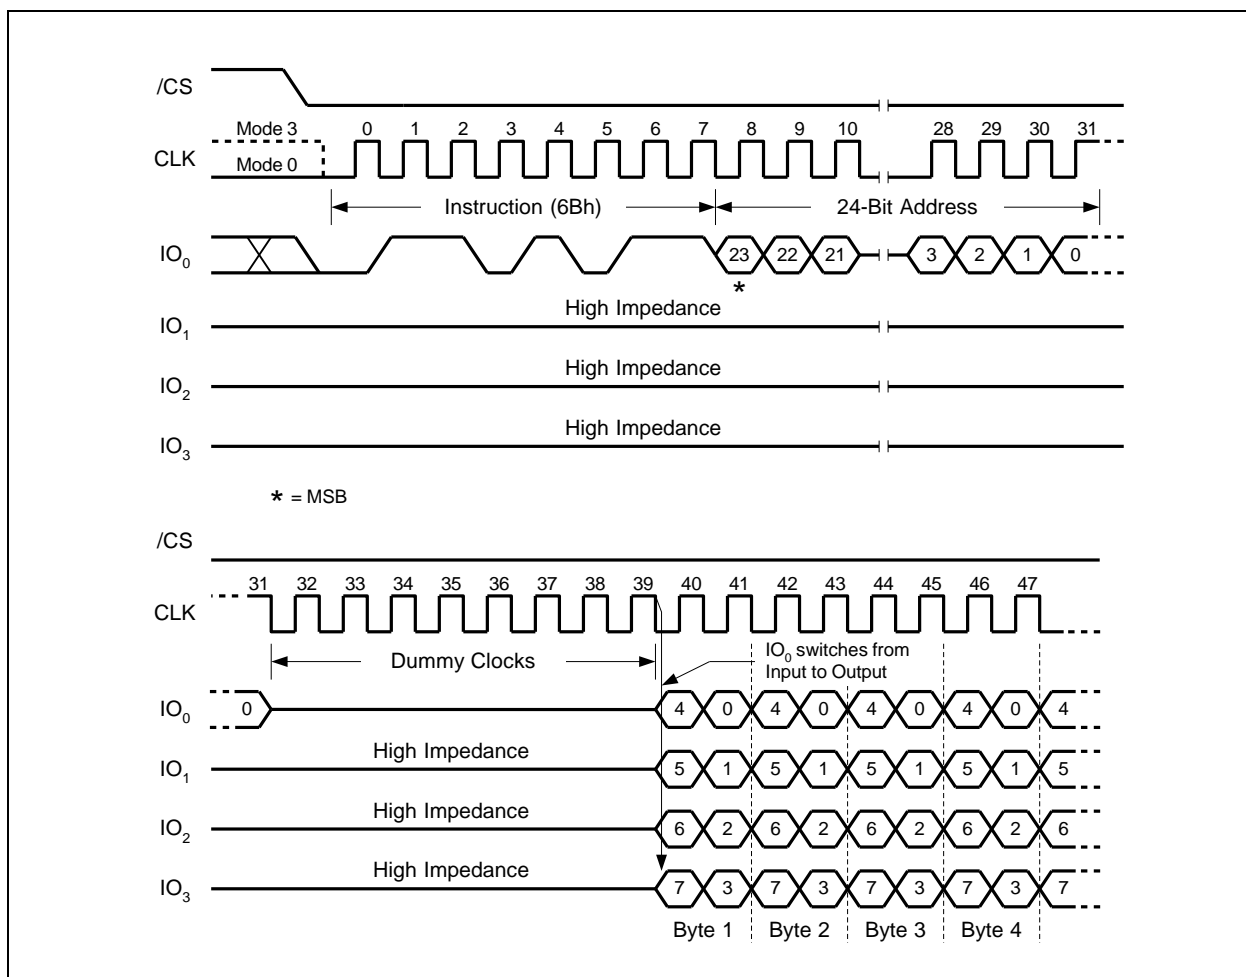 /CS
Mode 3 0 1 2 3 4 5 6 7 8 9 10 28 29 30 31
CLK Mode 0
Instruction (6Bh) 24-Bit Address
IO0 23 22 21 3 2 1 0
*
High Impedance
IO1
High Impedance
IO2
High Impedance
IO3
* = MSB
/CS
31 32 33 34 35 36 37 38 39 40 41 42 43 44 45 46 47
CLK
Dummy Clocks
IO0 switches from
Input to Output
IO0 0 4 0 4 0 4 0 4 0 4
High Impedance
IO1 5 1 5 1 5 1 5 1 5
High Impedance
IO2 6 2 6 2 6 2 6 2 6
High Impedance
IO3 7 3 7 3 7 3 7 3 7
Byte 1 Byte 2 Byte 3 Byte 4